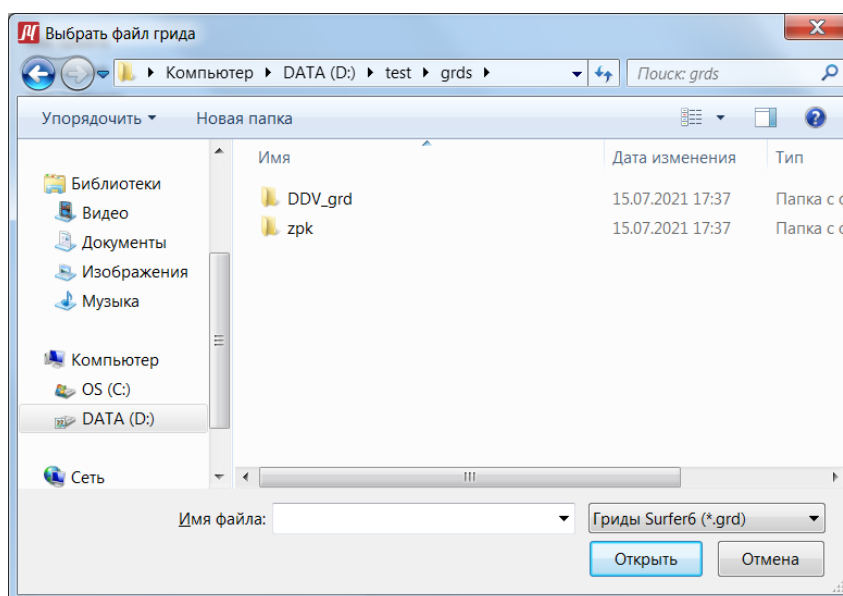 Выбрать файл грида
Компьютер DATA (D:) test grds
Поиск: grds
Упорядочить Новая папка
Имя Дата изменения Тип
Библиотеки
Видео
Документы
Изображения
Музыка
Компьютер
OS (C:)
DATA (D:)
Сеть
DDV_grd 15.07.2021 17:37 Папка с
zpk 15.07.2021 17:37 Папка с
Имя файла: Гриды Surfer6 (*.grd)
Открыть Отмена